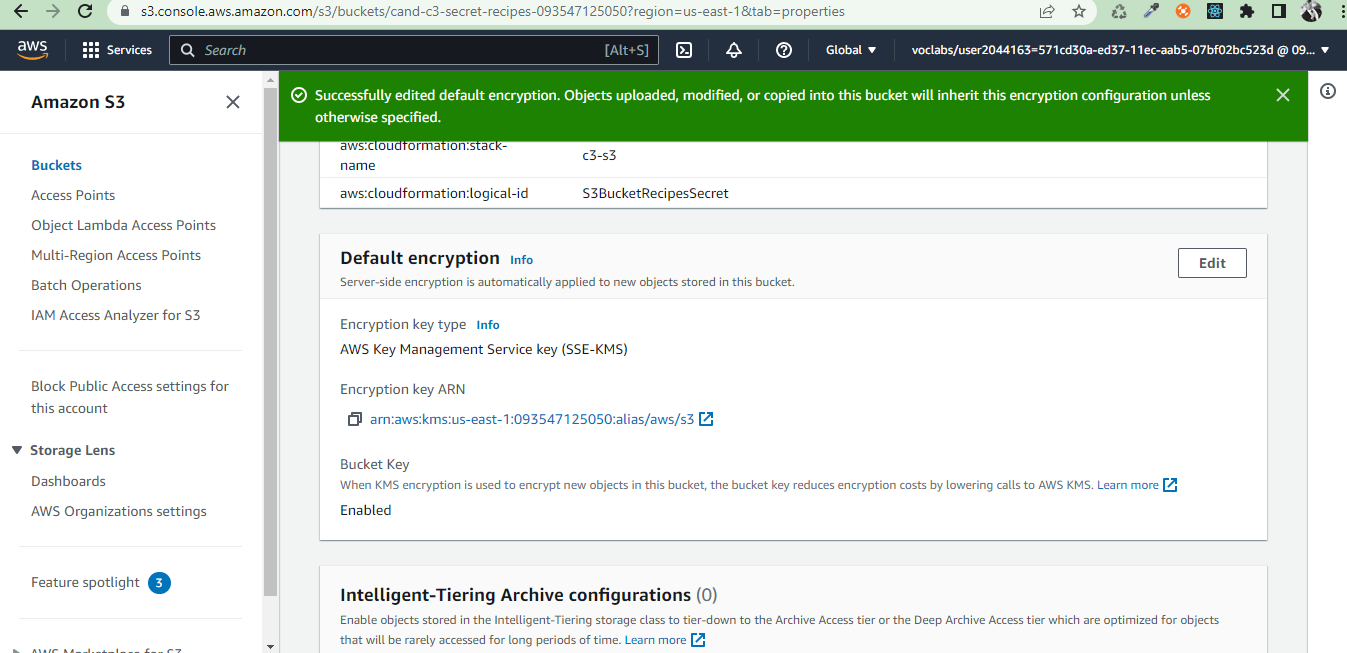 s3.console.aws.amazon.com/s3/buckets/cand-c3-secret-recipes-093547125050?region=us-east-1&tab=properties
aws
Services
Search
[Alt+S]
Global
voclabs/user2044163=571cd30a-ed37-11ec-aab5-07bf02bc523d @ 09...
Amazon S3
Buckets
Access Points
Object Lambda Access Points
Multi-Region Access Points
Batch Operations
IAM Access Analyzer for S3
Block Public Access settings for
this account
Storage Lens
Dashboards
AWS Organizations settings
Feature spotlight 3
AWS Marketplace for S3
Successfully edited default encryption. Objects uploaded, modified, or copied into this bucket will inherit this encryption configuration unless
otherwise specified.
aws:cloudformation:stack-
name
c3-s3
aws:cloudformation:logical-id
S3BucketRecipesSecret
Default encryption Info
Edit
Server-side encryption is automatically applied to new objects stored in this bucket.
Encryption key type Info
AWS Key Management Service key (SSE-KMS)
Encryption key ARN
arn:aws:kms:us-east-1:093547125050:alias/aws/s3
Bucket Key
When KMS encryption is used to encrypt new objects in this bucket, the bucket key reduces encryption costs by lowering calls to AWS KMS. Learn more
Enabled
Intelligent-Tiering Archive configurations (0)
Enable objects stored in the Intelligent-Tiering storage class to tier-down to the Archive Access tier or the Deep Archive Access tier which are optimized for objects
that will be rarely accessed for long periods of time. Learn more